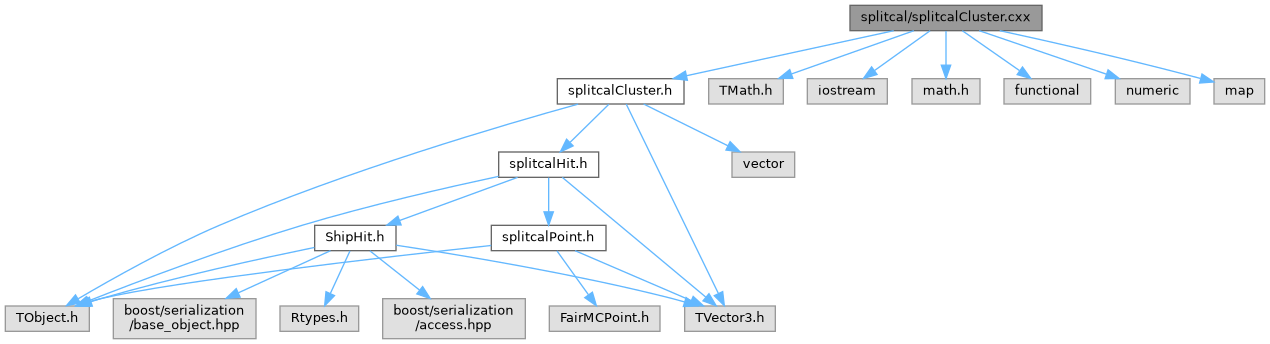 splitcal/splitcalCluster.cxx
splitcalCluster.h
TMath.h
iostream
math.h
functional
numeric
map
splitcalHit.h
vector
ShipHit.h
splitcalPoint.h
TObject.h
boost/serialization
/base_object.hpp
Rtypes.h
boost/serialization
/access.hpp
FairMCPoint.h
TVector3.h